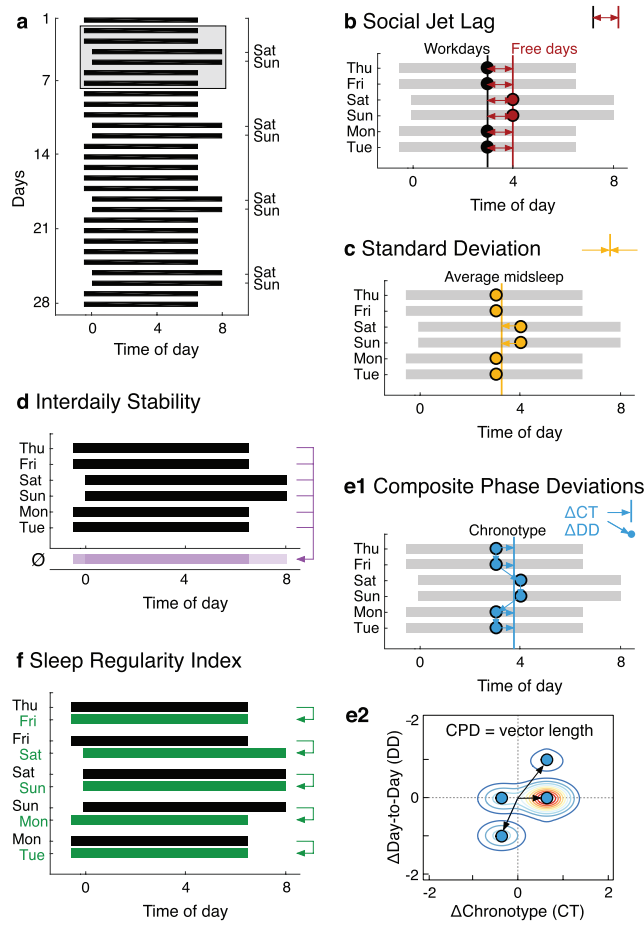 a
1
7
14
21
28
Days
Sat
Sun
Sat
Sun
Sat
Sun
Sat
Sun
0 4 8
Time of day
b Social Jet Lag
Workdays Free days
Thu
Fri
Sat
Sun
Mon
Tue
0 4 8
Time of day
c Standard Deviation
Average midsleep
Thu
Fri
Sat
Sun
Mon
Tue
0 4 8
Time of day
d Interdaily Stability
Thu
Fri
Sat
Sun
Mon
Tue
Ø
0 4 8
Time of day
e1 Composite Phase Deviations
ΔCT
ΔDD
Chronotype
Thu
Fri
Sat
Sun
Mon
Tue
0 4 8
Time of day
f Sleep Regularity Index
Thu
Fri
Fri
Sat
Sat
Sun
Sun
Mon
Mon
Tue
0 4 8
Time of day
e2
CPD = vector length
ΔDay-to-Day (DD)
-2
0
-2
-2 0 2
ΔChronotype (CT)